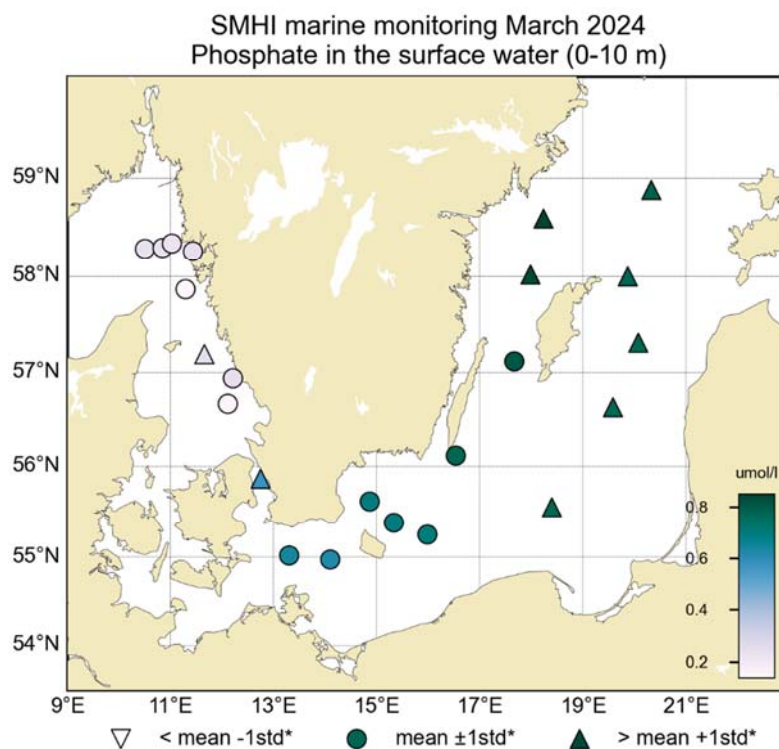 SMHI marine monitoring March 2024
Phosphate in the surface water (0-10 m)
59°N
58°N
57°N
56°N
55°N
54°N
umol/l
0.8
0.6
0.4
0.2
9°E 11°E 13°E 15°E 17°E 19°E 21°E
< mean -1std* mean ±1std* > mean +1std*